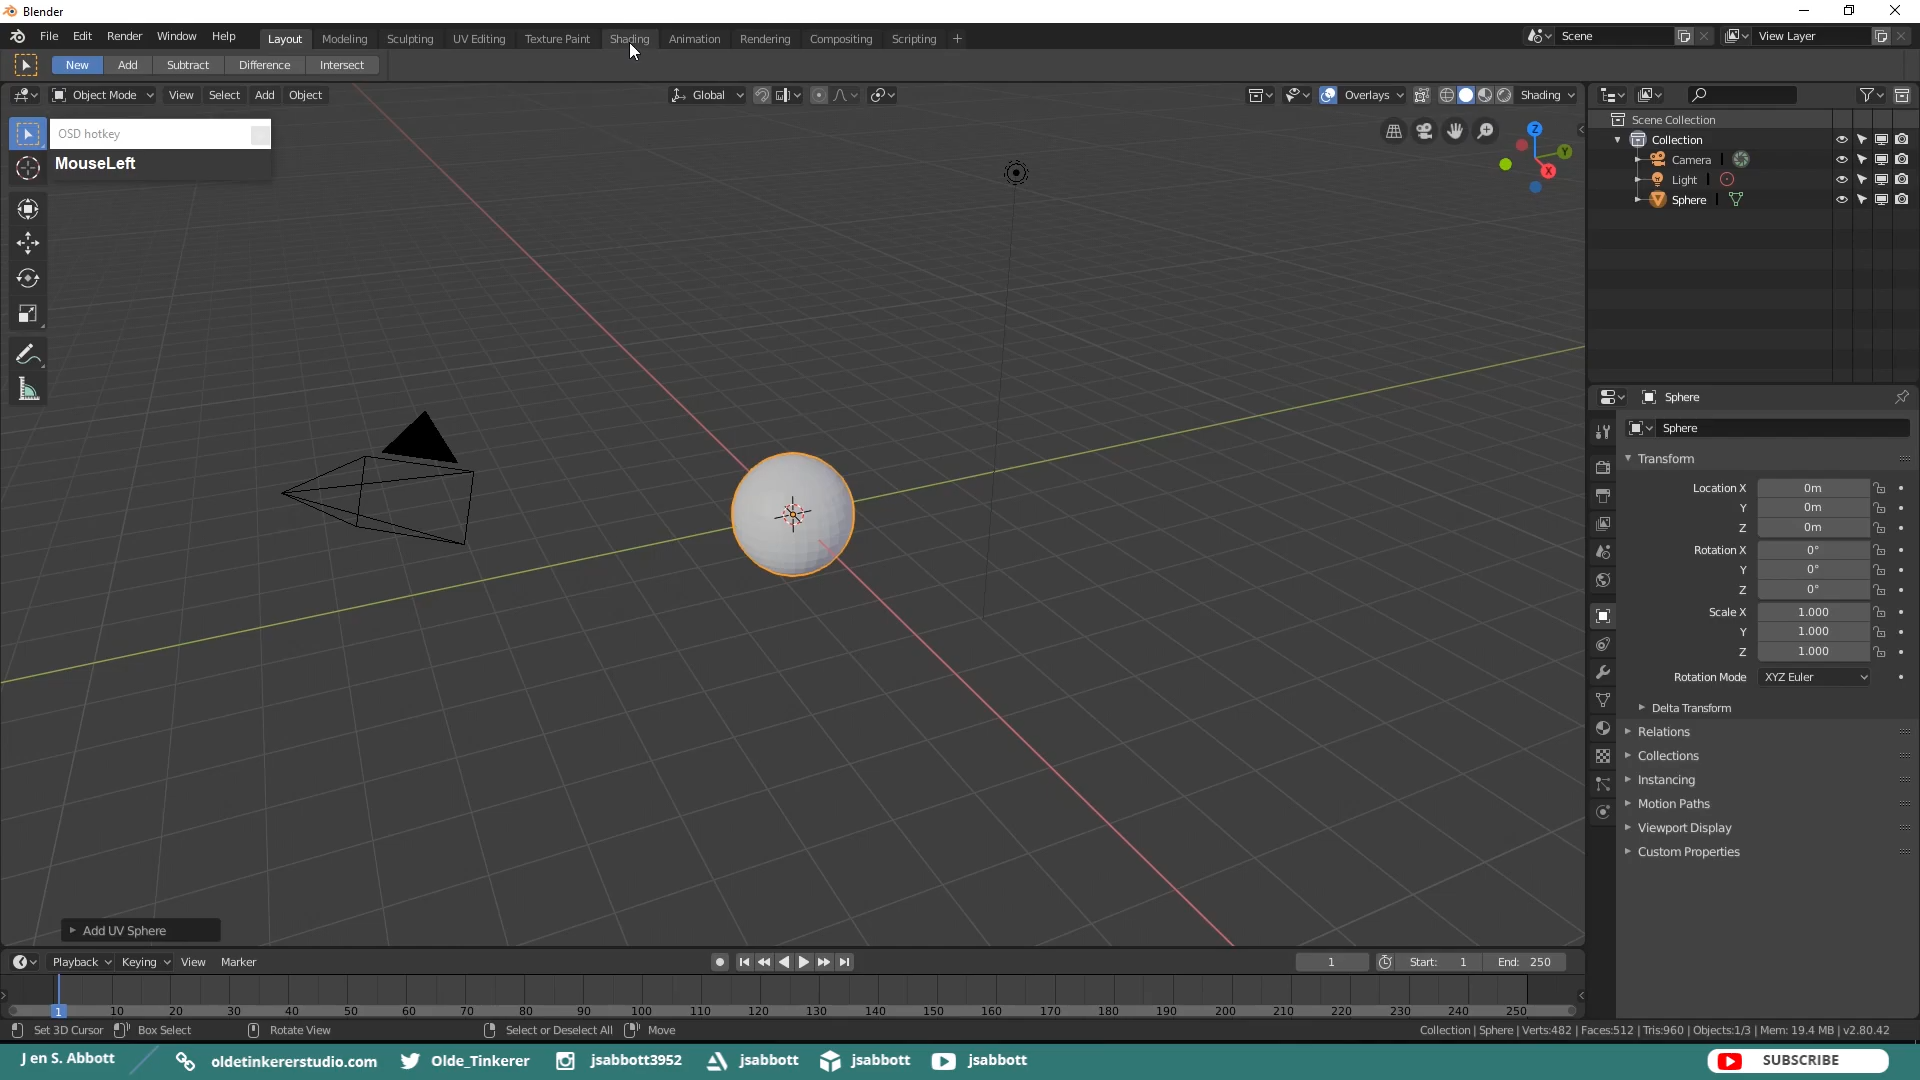 Blender
File Edit Render Window Help Layout Modeling Sculpting UV Editing Texture Paint Shading Animation Rendering Compositing Scripting + Scene View Layer
New Add Subtract Difference Intersect
Object Mode View Select Add Object Global Overlays Shading
OSD hotkey
MouseLeft
Z
Y
X
Scene Collection
Collection
Camera
Light
Sphere
Sphere
Sphere
Transform
Location X 0m
Y 0m
Z 0m
Rotation X 0°
Y 0°
Z 0°
Scale X 1.000
Y 1.000
Z 1.000
Rotation Mode XYZ Euler
Delta Transform
Relations
Collections
Instancing
Motion Paths
Viewport Display
Custom Properties
Add UV Sphere
Playback Keying View Marker 1 Start: 1 End: 250
1 10 20 30 40 50 60 70 80 90 100 110 120 130 140 150 160 170 180 190 200 210 220 230 240 250
Set 3D Cursor Box Select Rotate View Select or Deselect All Move Collection | Sphere | Verts:482 | Faces:512 | Tris:960 | Objects:1/3 | Mem: 19.4 MB | v2.80.42
J en S. Abbott oldetinkererstudio.com Olde_Tinkerer jsabbott3952 jsabbott jsabbott jsabbott SUBSCRIBE